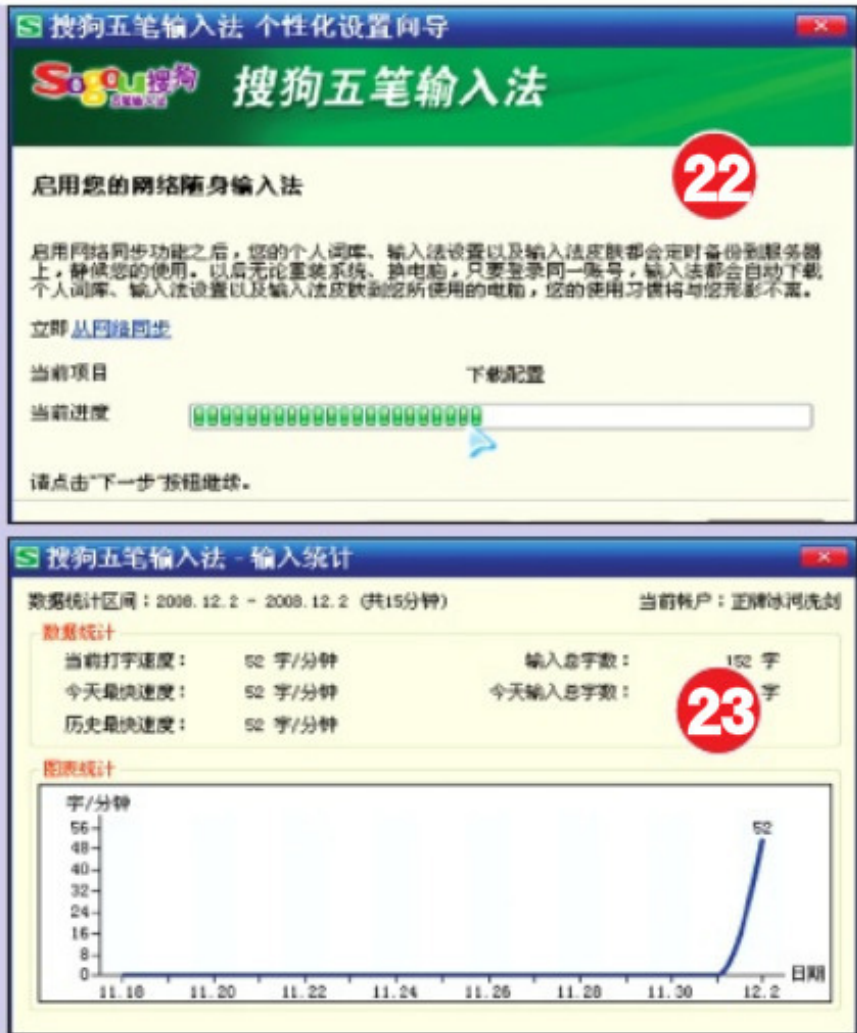 搜狗五笔输入法 个性化设置向导
Sogou搜狗
五笔输入法
搜狗五笔输入法
22
启用您的网络随身输入法
启用网络同步功能之后，您的个人词库、输入法设置以及输入法皮肤都会定时备份到服务器
上，静候您的使用。以后无论重装系统、换电脑，只要登录同一账号，输入法都会自动下载
个人词库、输入法设置以及输入法皮肤到您所使用的电脑，您的使用习惯将与您形影不离。
立即 从网络同步
当前项目 下载配置
当前进度
请点击"下一步"按钮继续。
搜狗五笔输入法 - 输入统计
数据统计区间：2008.12.2 - 2008.12.2 (共15分钟) 当前帐户：正牌冰河洗剑
数据统计
当前打字速度： 52 字/分钟 输入总字数： 152 字
今天最快速度： 52 字/分钟 今天输入总字数： 字
历史最快速度： 52 字/分钟
23
图表统计
字/分钟
56
48
40
32
24
16
8
0
52
11.18 11.20 11.22 11.24 11.26 11.28 11.30 12.2 日期